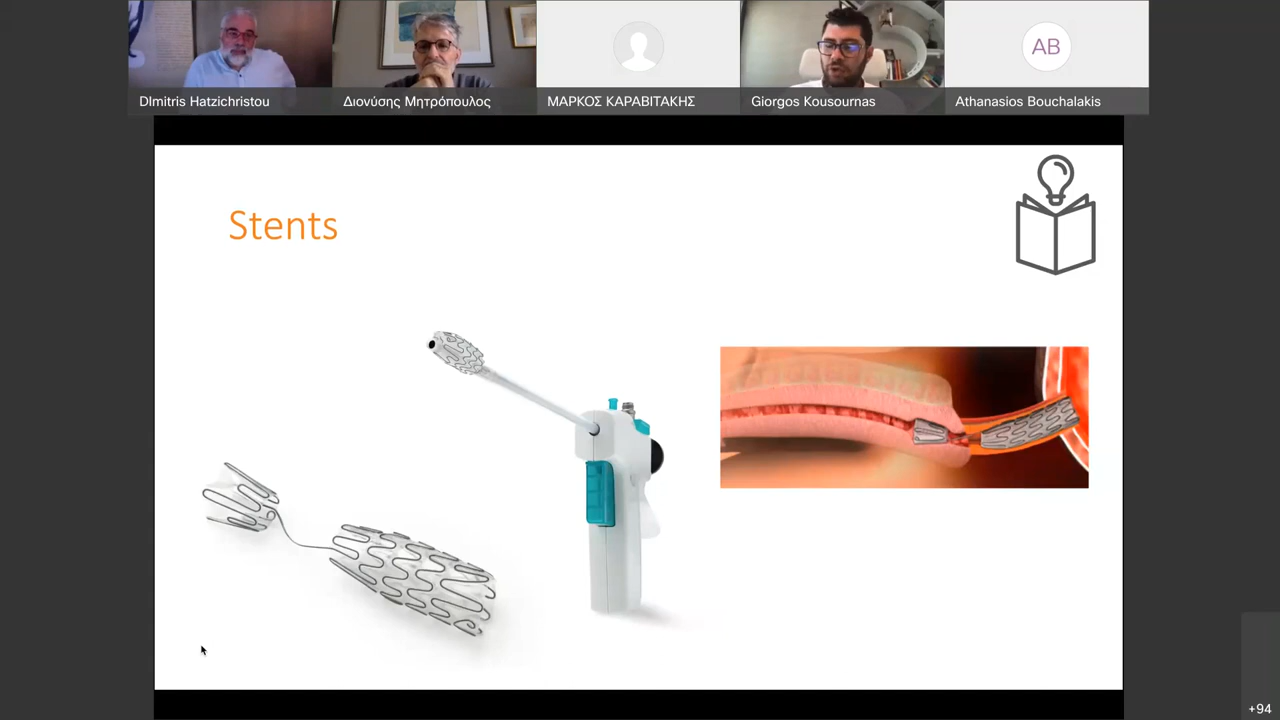 DImitris Hatzichristou
Διονύσης Μητρόπουλος
ΜΑΡΚΟΣ ΚΑΡΑΒΙΤΑΚΗΣ
Giorgos Kousournas
AB
Athanasios Bouchalakis
Stents
+94